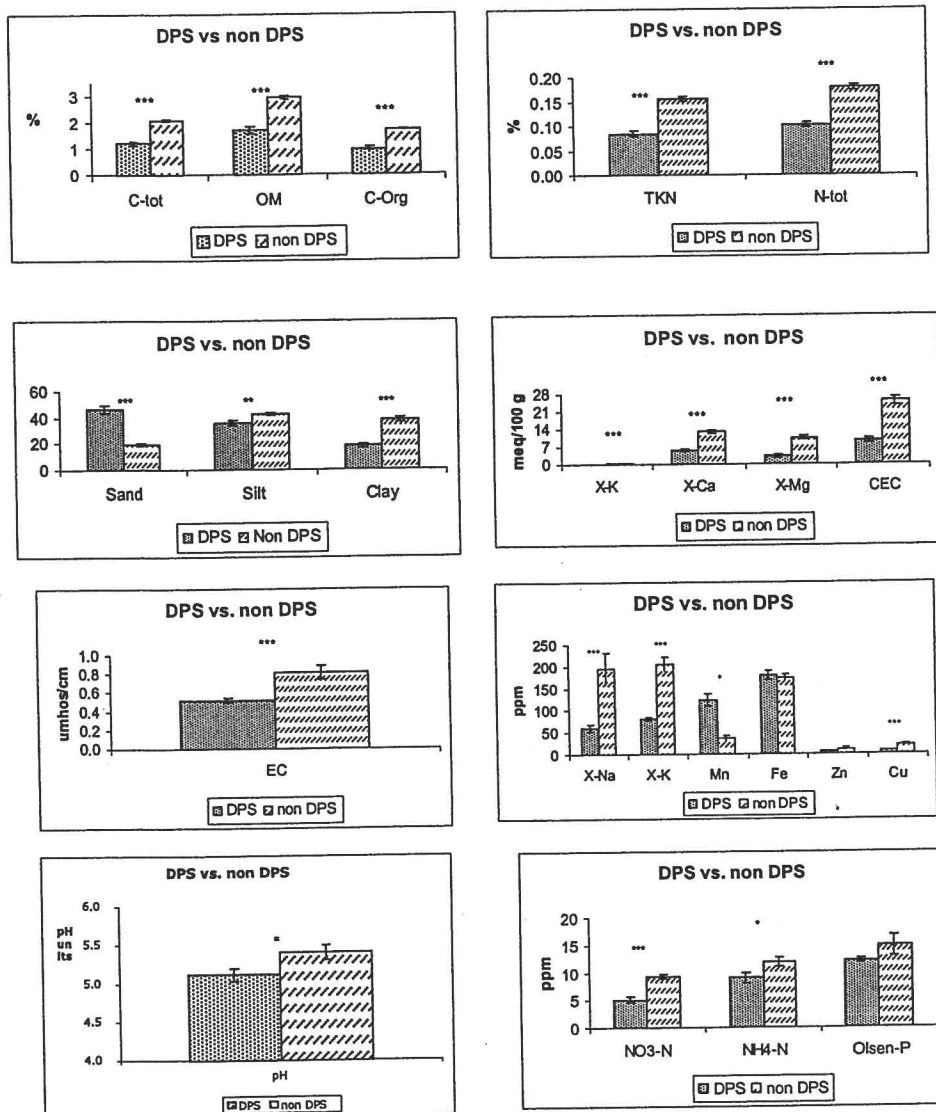 DPS vs non DPS
3
2
1
0
%
***
***
***
C-tot OM C-Org
DPS non DPS
DPS vs. non DPS
0.20
0.15
0.10
0.05
0.00
%
***
***
TKN N-tot
DPS non DPS
DPS vs. non DPS
60
40
20
0
***
**
***
Sand Silt Clay
DPS Non DPS
DPS vs. non DPS
28
21
14
7
0
meq/100 g
***
***
***
***
X-K X-Ca X-Mg CEC
DPS non DPS
DPS vs. non DPS
1.0
0.8
0.6
0.4
0.2
0.0
umhos/cm
***
EC
DPS non DPS
DPS vs. non DPS
250
200
150
100
50
0
ppm
***
***
*
***
X-Na X-K Mn Fe Zn Cu
DPS non DPS
DPS vs. non DPS
6.0
5.5
5.0
4.5
4.0
pH
un
its
*
pH
DPS non DPS
DPS vs. non DPS
20
15
10
5
0
ppm
***
*
NO3-N NH4-N Olsen-P
DPS non DPS